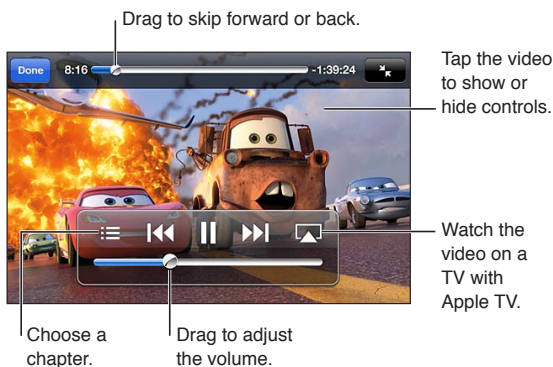 Drag to skip forward or back.
Done 8:16 -1:39:24
Tap the video
to show or
hide controls.
Watch the
video on a
TV with
Apple TV.
Choose a
chapter.
Drag to adjust
the volume.